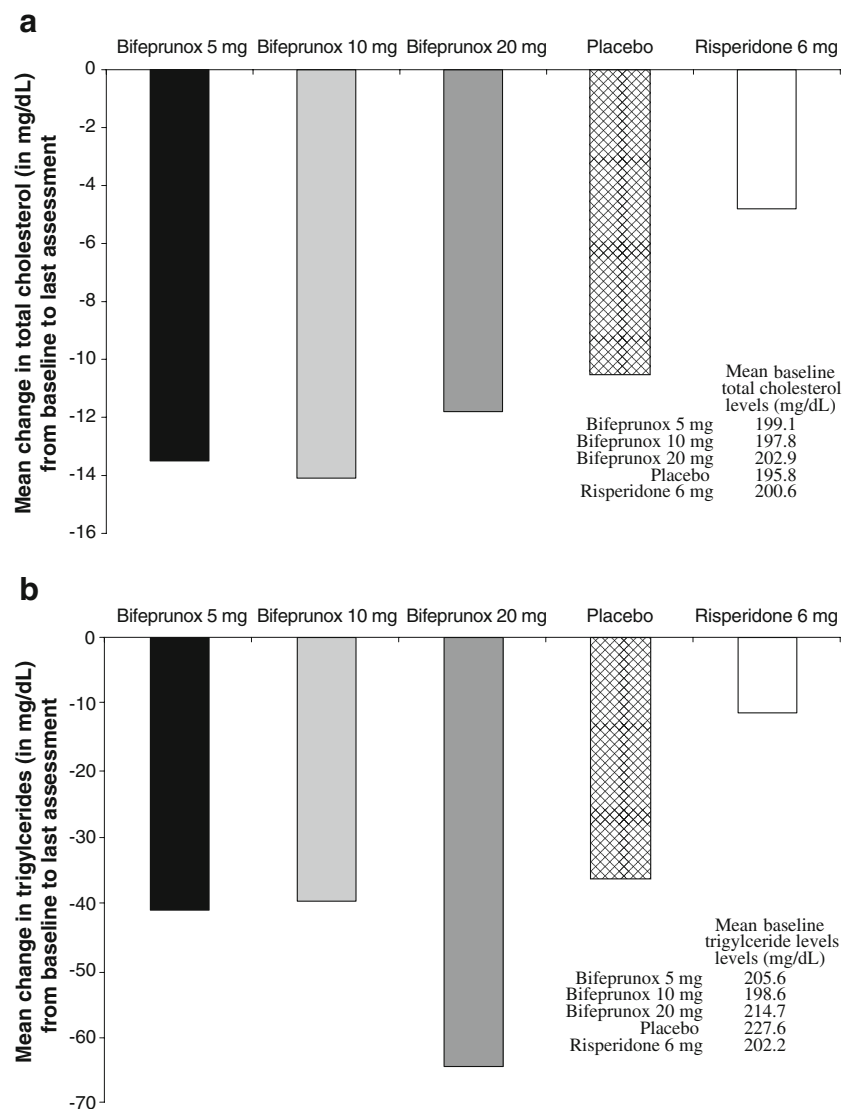 a
Bifeprunox 5 mg Bifeprunox 10 mg Bifeprunox 20 mg Placebo Risperidone 6 mg
Mean change in total cholesterol (in mg/dL)
from baseline to last assessment
0
-2
-4
-6
-8
-10
-12
-14
-16
Mean baseline
total cholesterol
levels (mg/dL)
Bifeprunox 5 mg 199.1
Bifeprunox 10 mg 197.8
Bifeprunox 20 mg 202.9
Placebo 195.8
Risperidone 6 mg 200.6
b
Bifeprunox 5 mg Bifeprunox 10 mg Bifeprunox 20 mg Placebo Risperidone 6 mg
Mean change in trigylcerides (in mg/dL)
from baseline to last assessment
0
-10
-20
-30
-40
-50
-60
-70
Mean baseline
trigylceride levels
levels (mg/dL)
Bifeprunox 5 mg 205.6
Bifeprunox 10 mg 198.6
Bifeprunox 20 mg 214.7
Placebo 227.6
Risperidone 6 mg 202.2